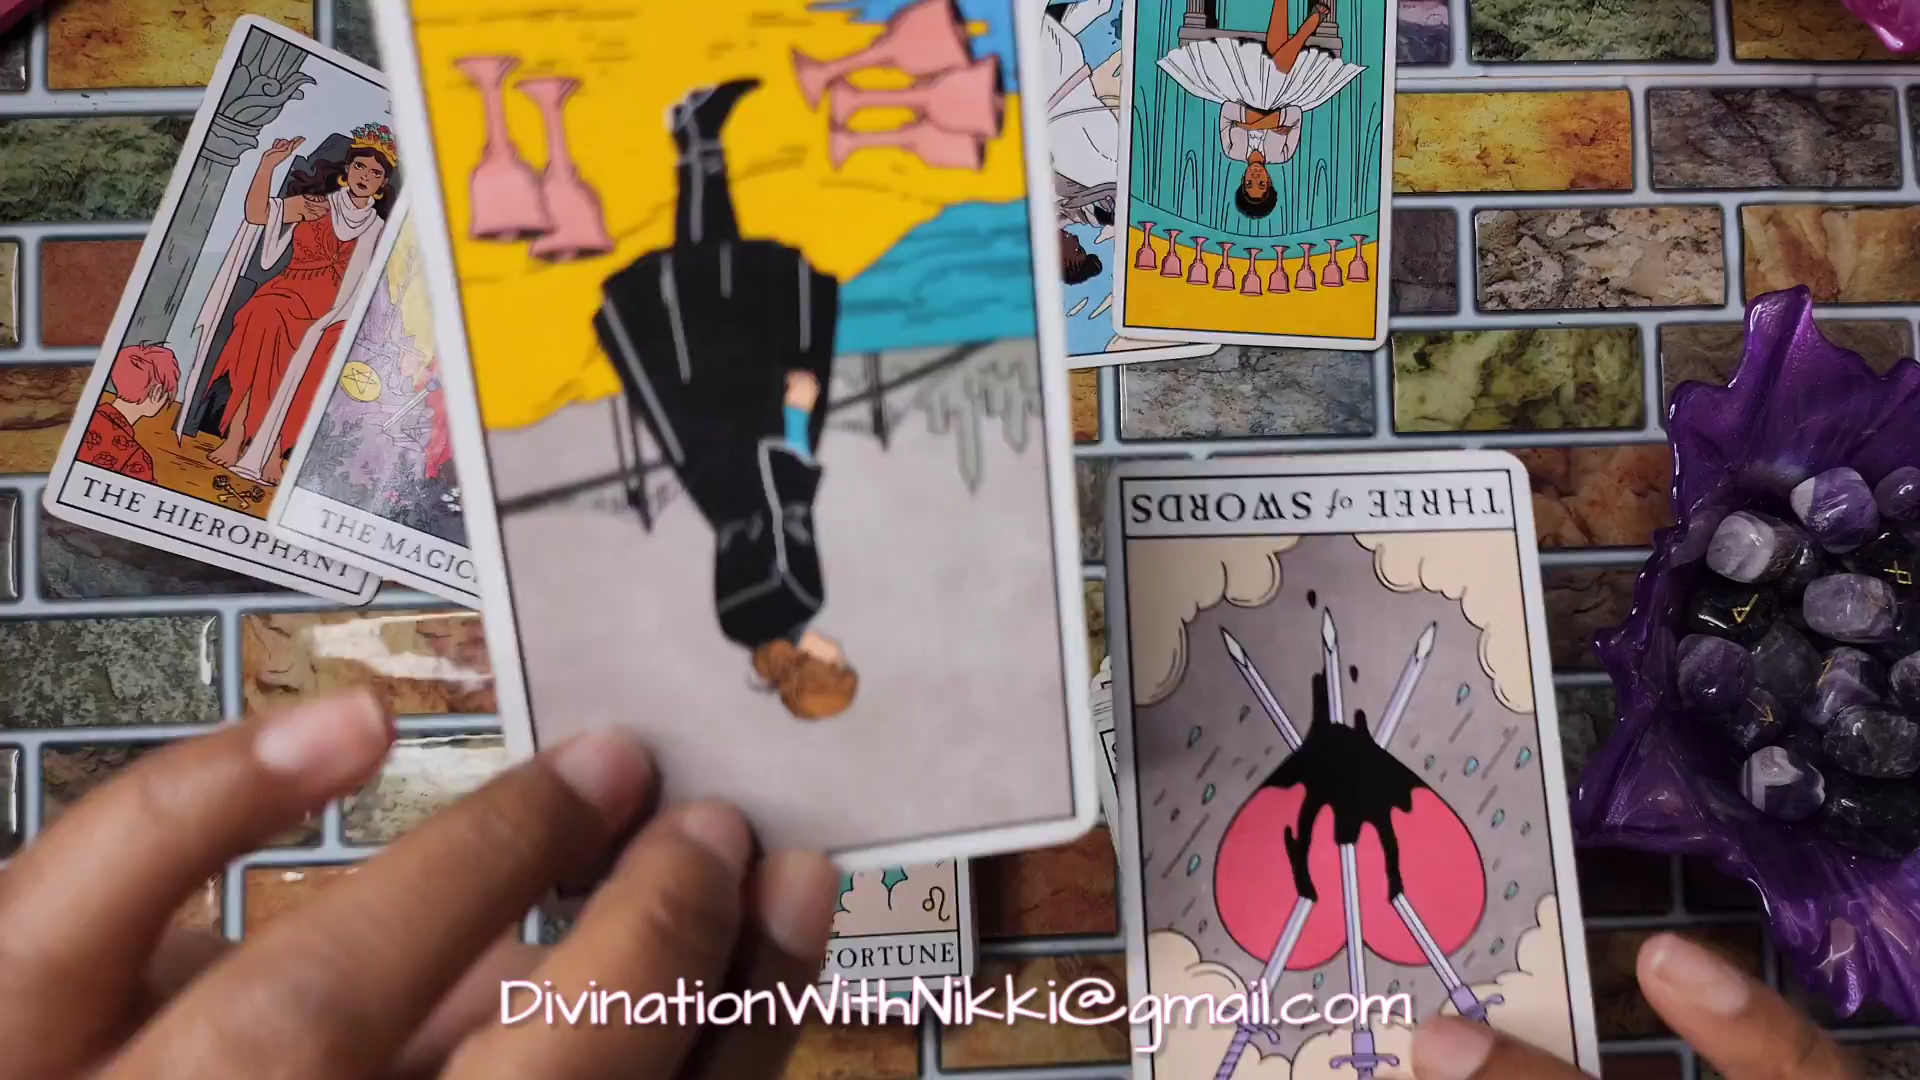 THREE of SWORDS
THE HIEROPHANT
THE MAGIC
FORTUNE
DivinationWithNikki@gmail.com